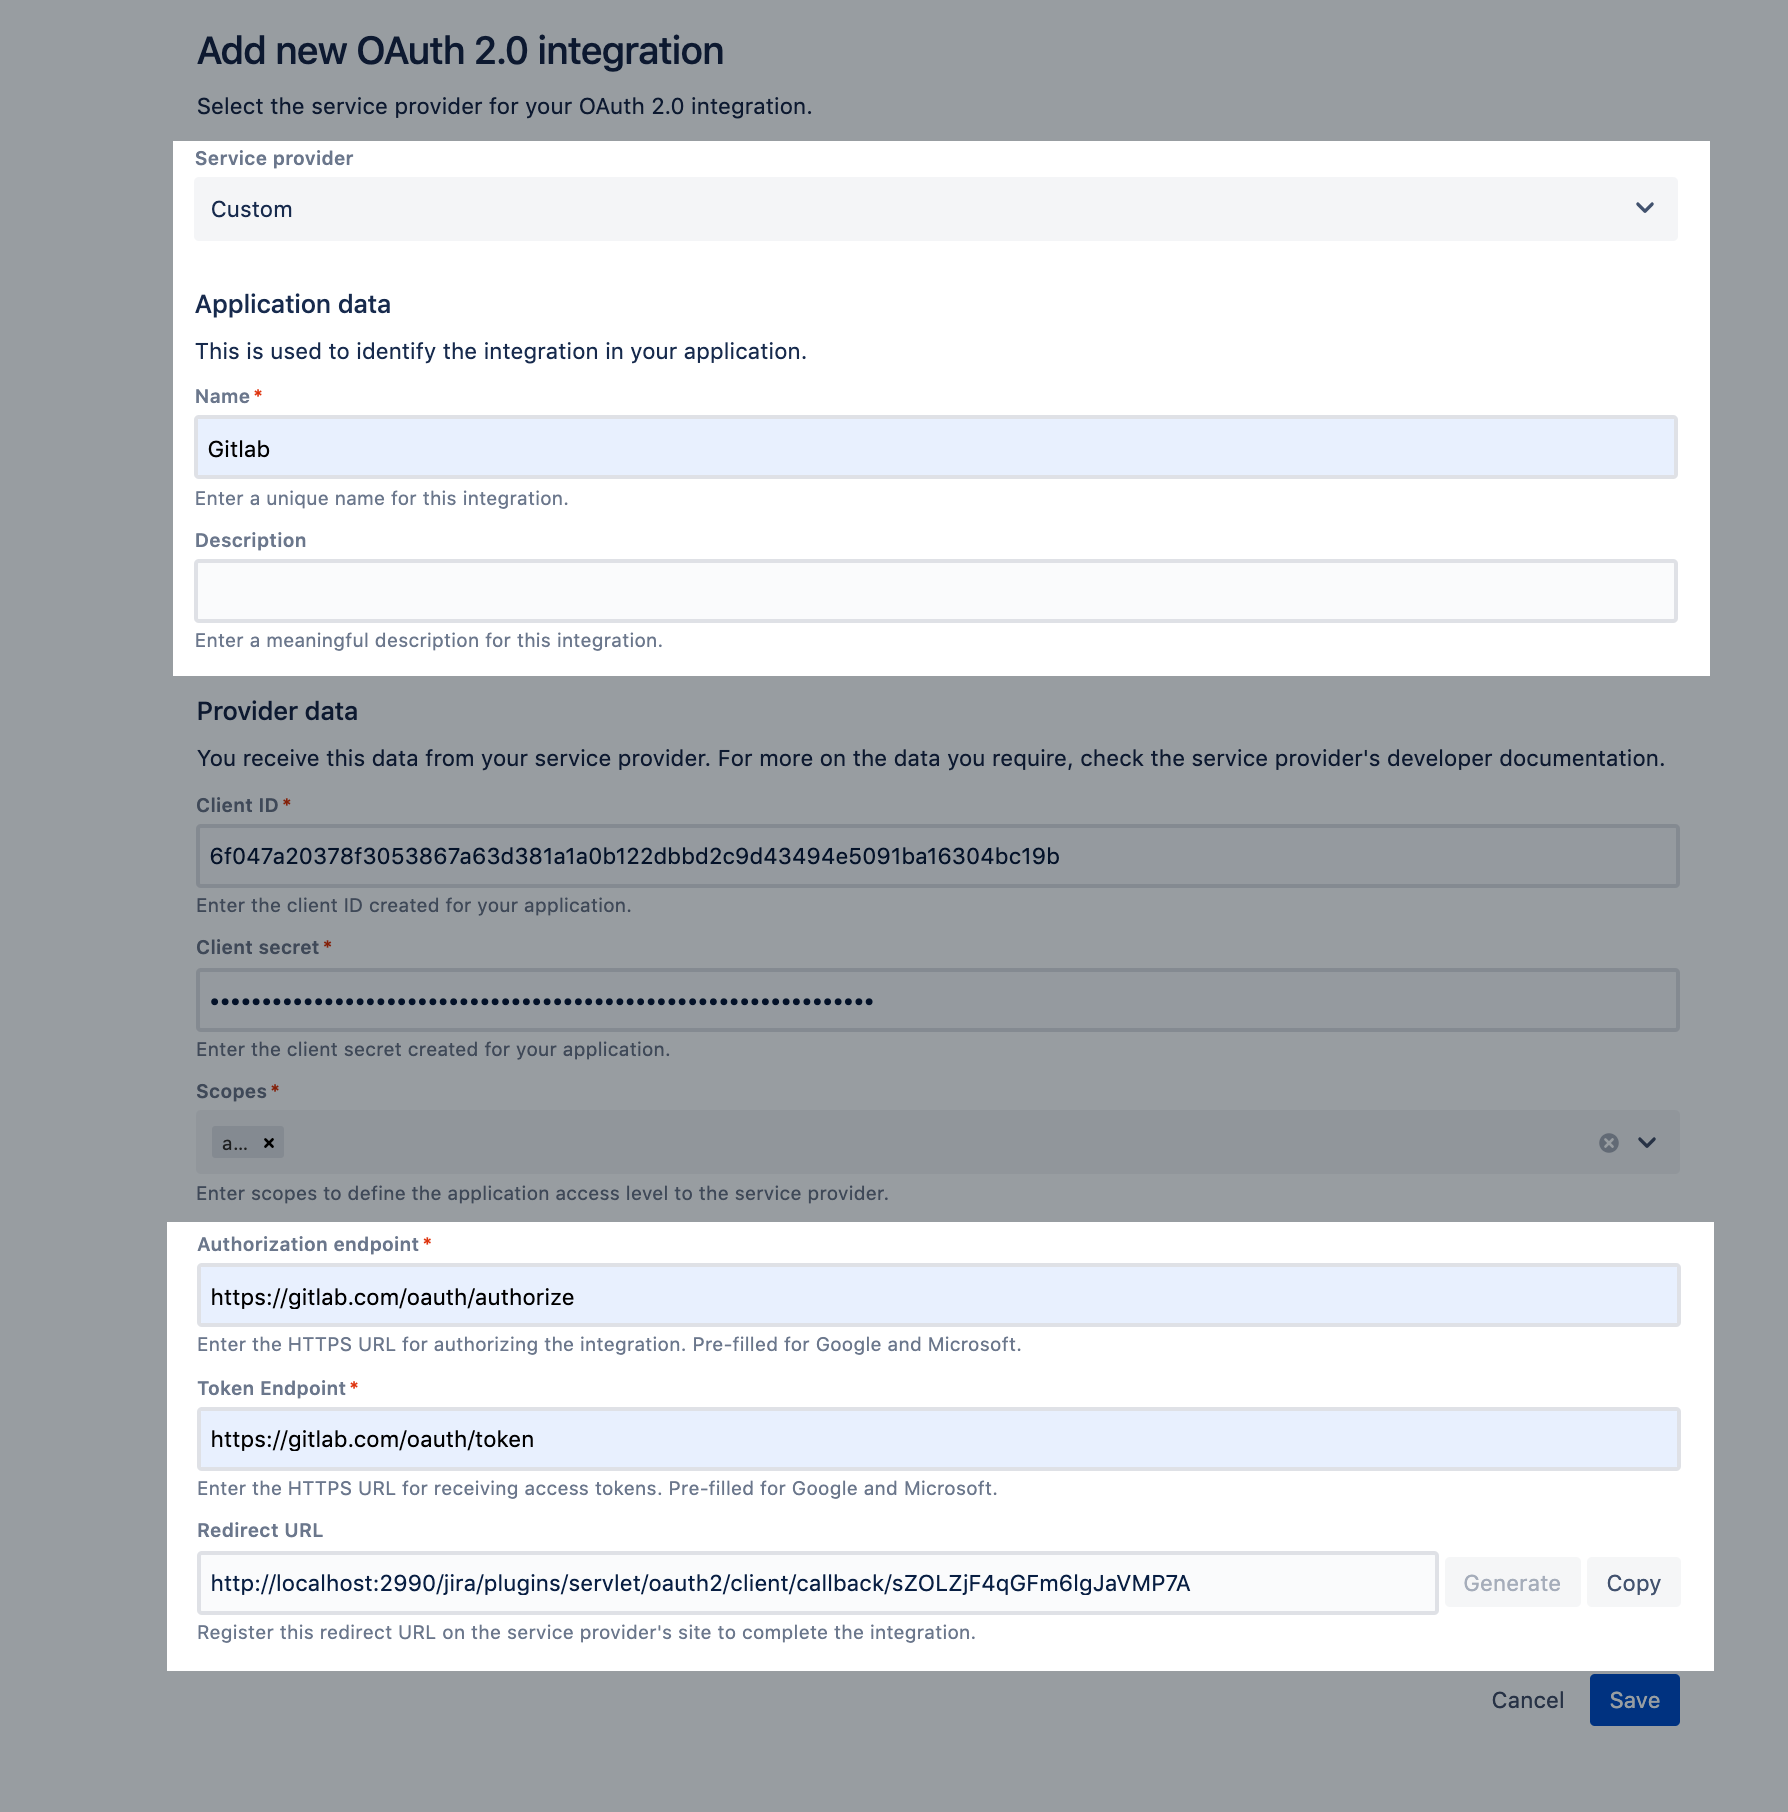 Add new OAuth 2.0 integration
Select the service provider for your OAuth 2.0 integration.
Service provider
Custom
Application data
This is used to identify the integration in your application.
Name*
Gitlab
Enter a unique name for this integration.
Description
Enter a meaningful description for this integration.
Provider data
You receive this data from your service provider. For more on the data you require, check the service provider's developer documentation.
Client ID*
6f047a20378f3053867a63d381a1a0b122dbbd2c9d43494e5091ba16304bc19b
Enter the client ID created for your application.
Client secret*
••••••••••••••••••••••••••••••••••••••••••••••••••••••••••••••••
Enter the client secret created for your application.
Scopes*
a... ×
Enter scopes to define the application access level to the service provider.
Authorization endpoint*
https://gitlab.com/oauth/authorize
Enter the HTTPS URL for authorizing the integration. Pre-filled for Google and Microsoft.
Token Endpoint*
https://gitlab.com/oauth/token
Enter the HTTPS URL for receiving access tokens. Pre-filled for Google and Microsoft.
Redirect URL
http://localhost:2990/jira/plugins/servlet/oauth2/client/callback/sZOLZjF4qGFm6lgJaVMP7A Generate Copy
Register this redirect URL on the service provider's site to complete the integration.
Cancel Save